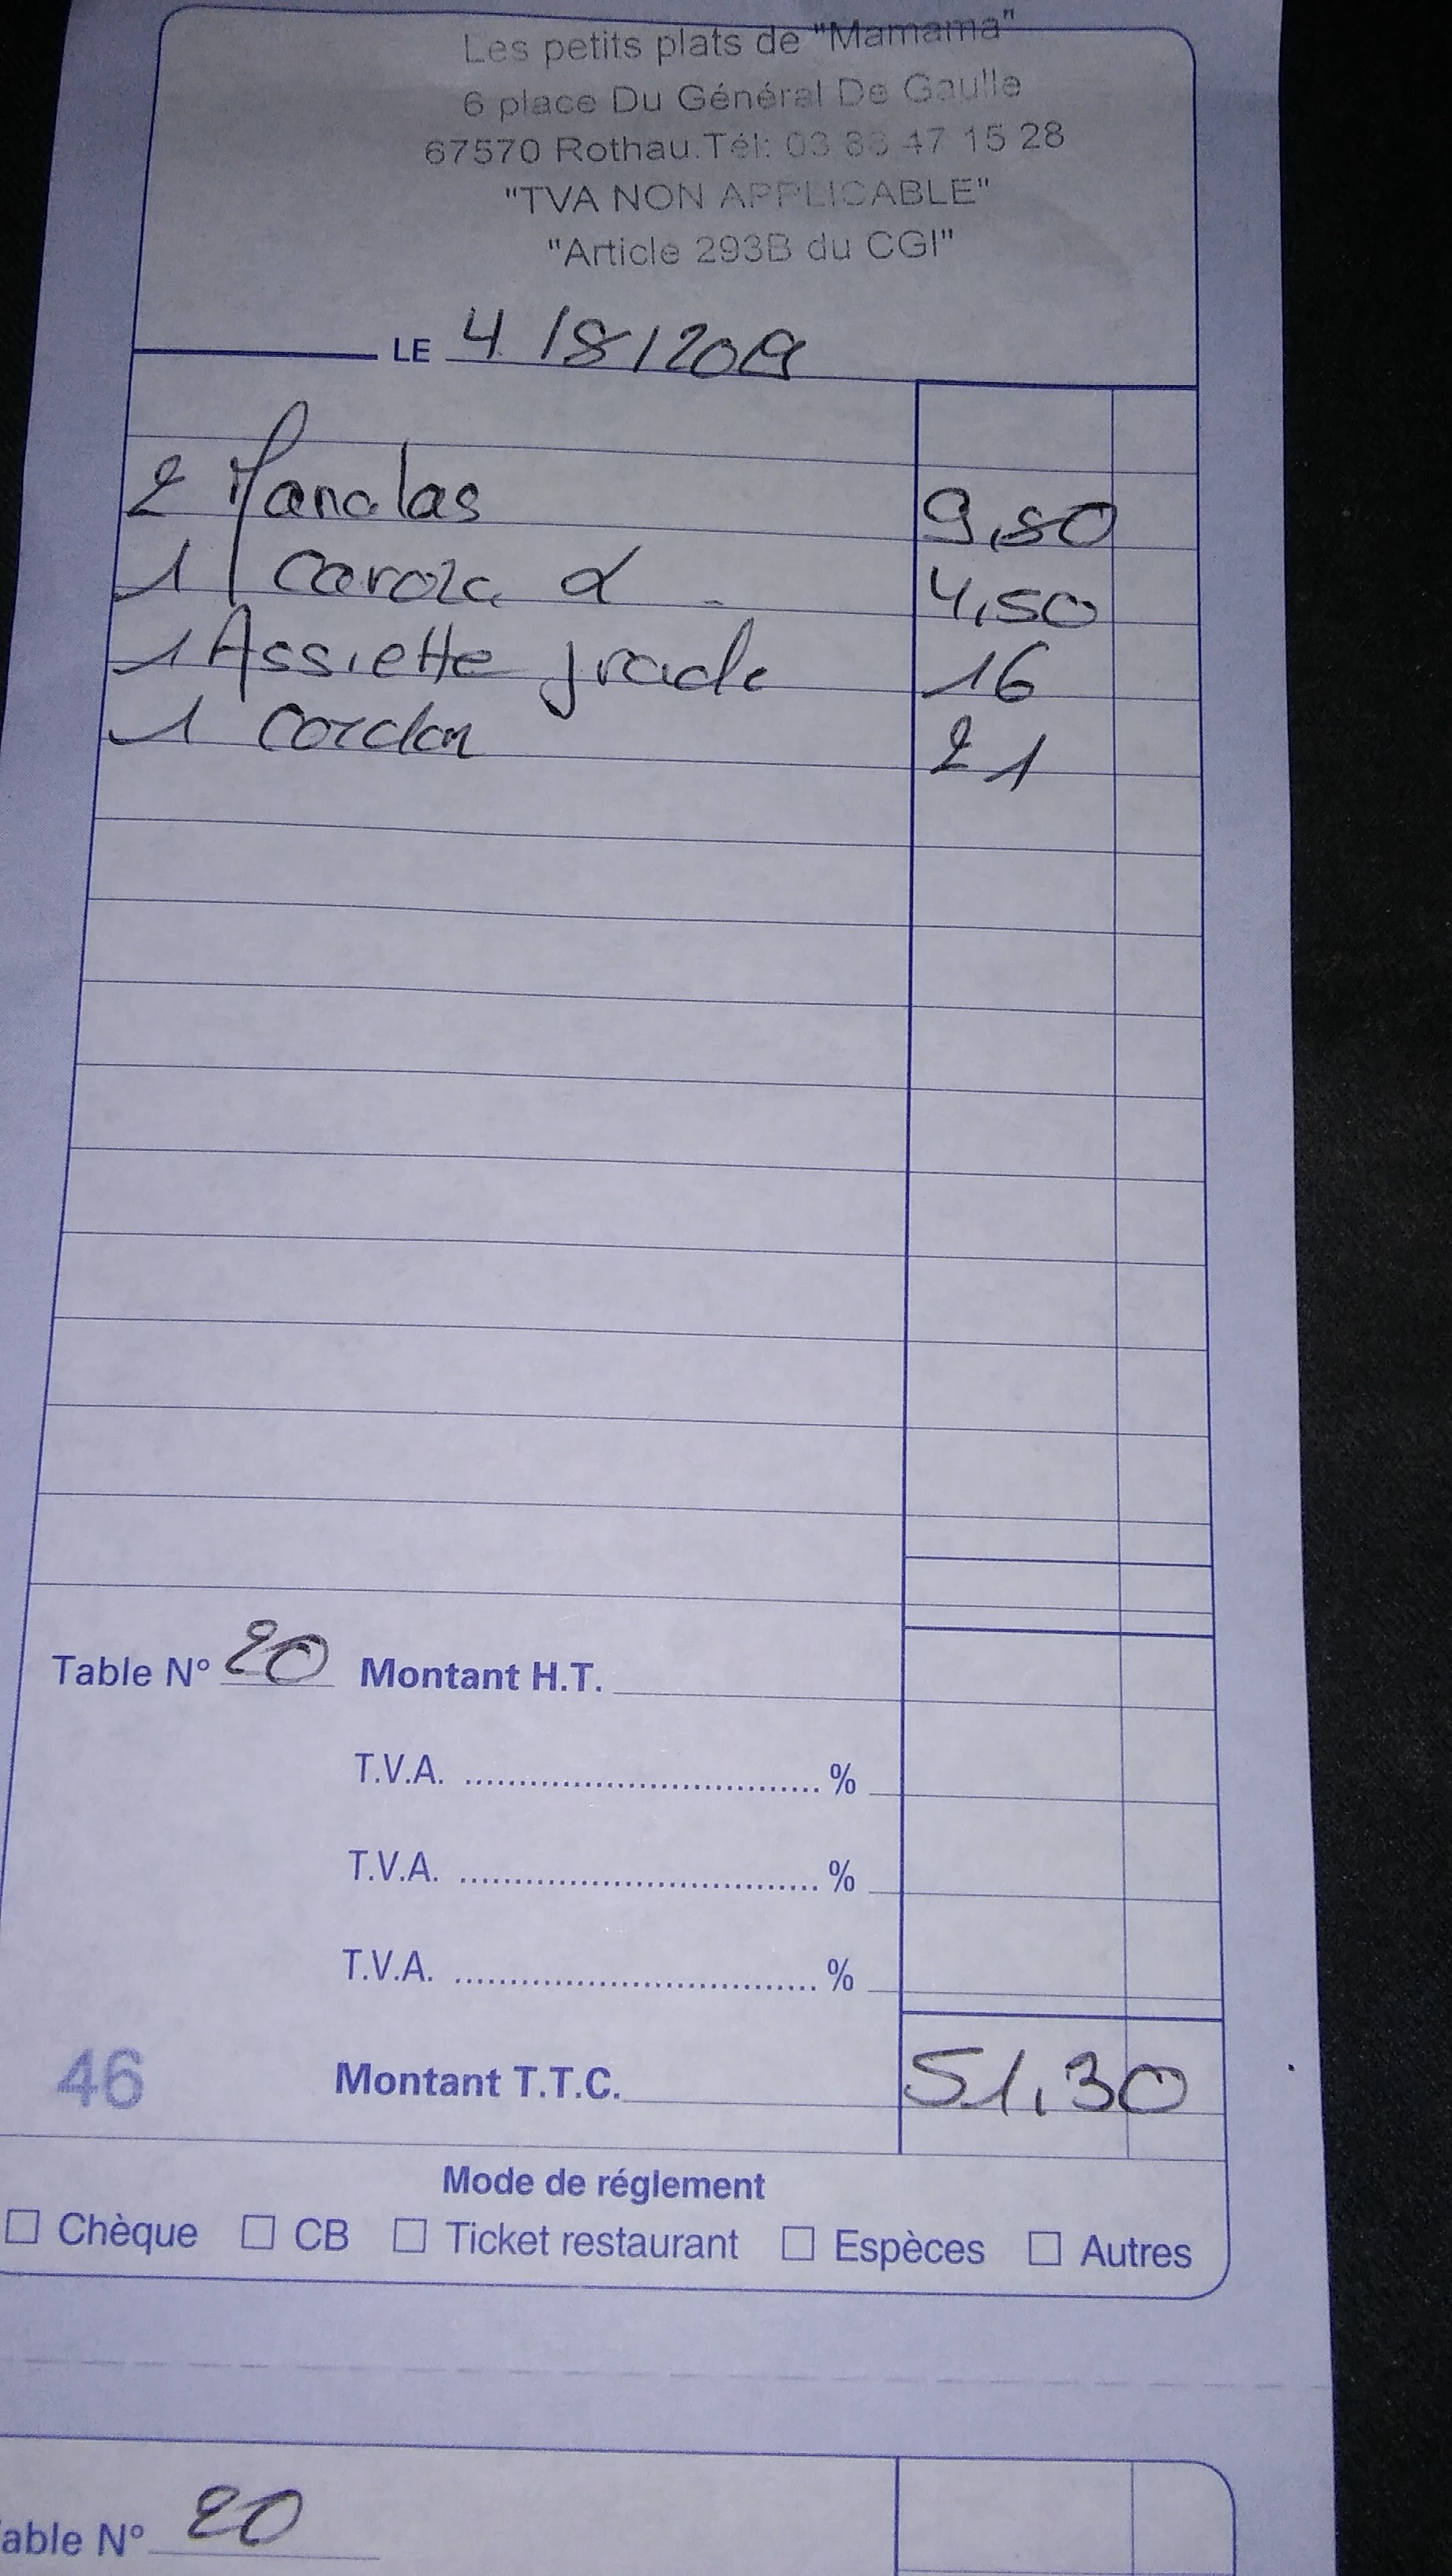 Les petits plats de "Mamama"
6 place Du Général De Gaulle
67570 Rothau.Tél: 03 88 47 15 28
"TVA NON APPLICABLE"
"Article 293B du CGI"
LE 4/8/2019
2 Panalas 9,80
1 carola 4,50
1 Assiette froide 16
1 cordon 21
Table N° 20 Montant H.T.
T.V.A. %
T.V.A. %
T.V.A. %
46 Montant T.T.C. 51,30
Mode de réglement
Chèque CB Ticket restaurant Espèces Autres
able N° 20